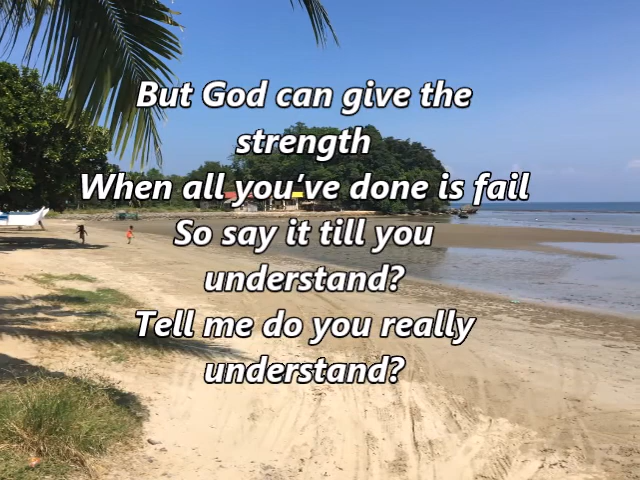 But God can give the
strength
When all you've done is fail
So say it till you
understand?
Tell me do you really
understand?